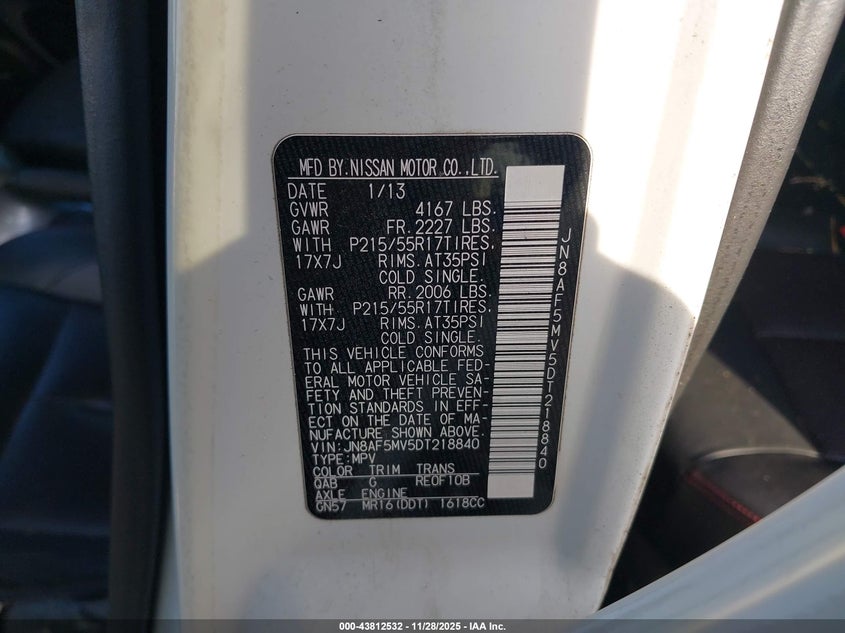 MFD BY.NISSAN MOTOR CO.,LTD.
DATE 1/13
GVWR 4167 LBS.
GAWR FR. 2227 LBS.
WITH P215/55R17TIRES.
17X7J RIMS. AT35PSI
COLD SINGLE.
GAWR RR. 2006 LBS.
WITH P215/55R17TIRES.
17X7J RIMS. AT35PSI
COLD SINGLE.
THIS VEHICLE CONFORMS
TO ALL APPLICABLE FED-
ERAL MOTOR VEHICLE SA-
FETY AND THEFT PREVEN-
TION STANDARDS IN EFF-
ECT ON THE DATE OF MA-
NUFACTURE SHOWN ABOVE.
VIN: JN8AF5MV5DT218840
TYPE: MPV
COLOR TRIM TRANS
QAB G RE0F10B
AXLE ENGINE
GN57 MR16(DDT) 1618CC
JN8AF5MV5DT218840
000-43812532 - 11/28/2025 - IAA Inc.